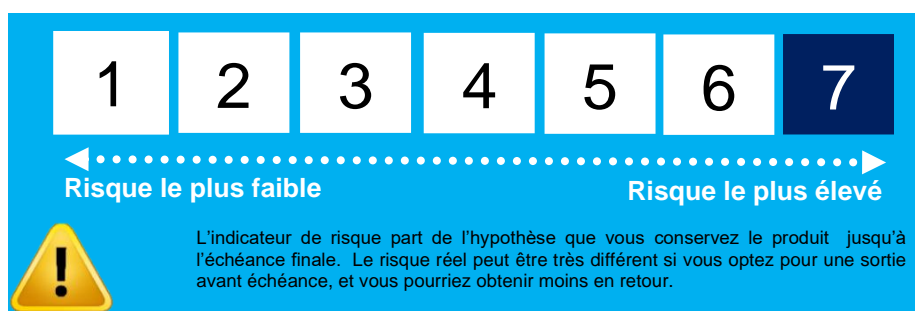 1 2 3 4 5 6 7
Risque le plus faible Risque le plus élevé
L'indicateur de risque part de l'hypothèse que vous conservez le produit jusqu'à
l'échéance finale. Le risque réel peut être très différent si vous optez pour une sortie
avant échéance, et vous pourriez obtenir moins en retour.